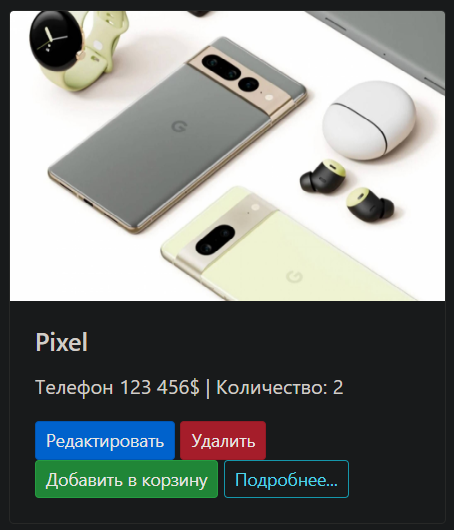 Pixel
Телефон 123 456$ | Количество: 2
Редактировать Удалить
Добавить в корзину Подробнее...